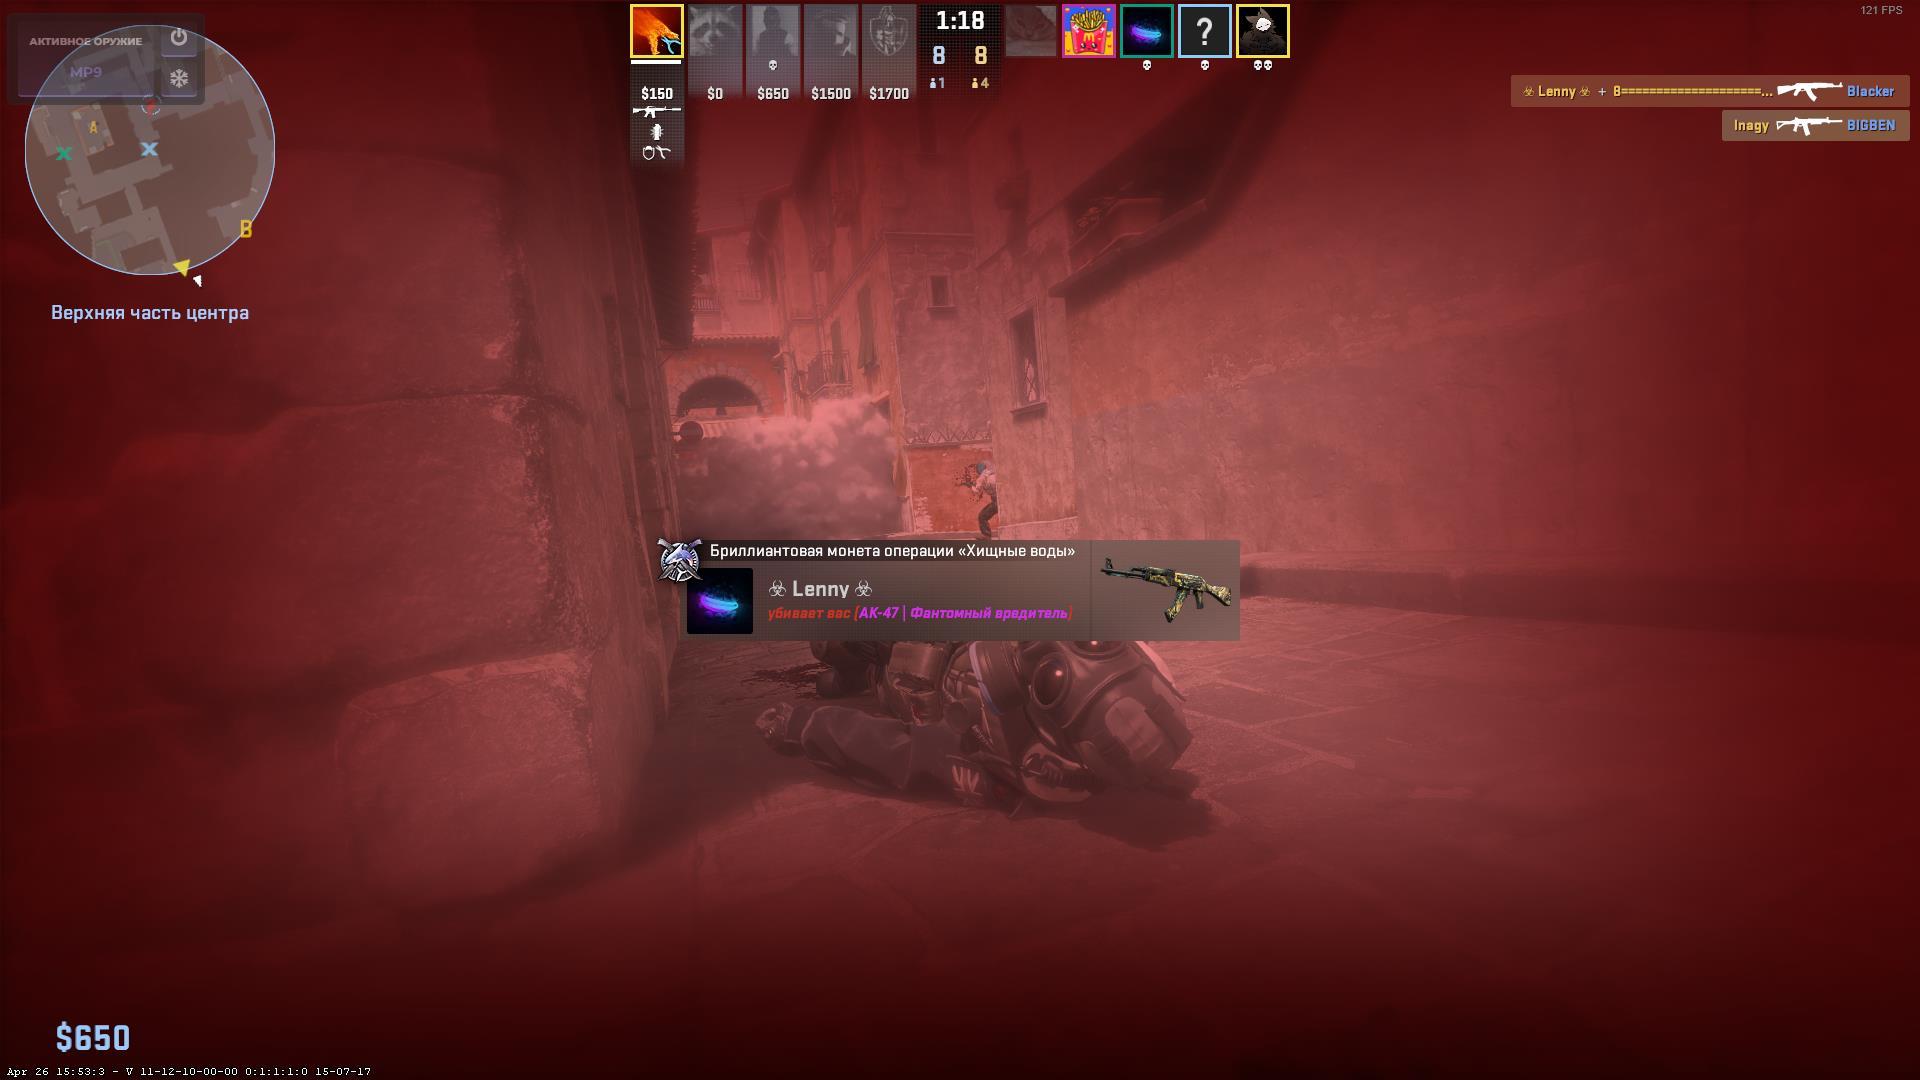 121 FPS
АКТИВНОЕ ОРУЖИЕ
MP9
1:18
8 8
1 4
$150 $0 $650 $1500 $1700
?
☣ Lenny ☣ + 8====================... Blacker
Inagy BIGBEN
A
B
Верхняя часть центра
Бриллиантовая монета операции «Хищные воды»
☣ Lenny ☣
убивает вас (AK-47 | Фантомный вредитель)
$650
Apr 26 15:53:3 - V 11-12-10-00-00 0:1:1:1:0 15-07-17